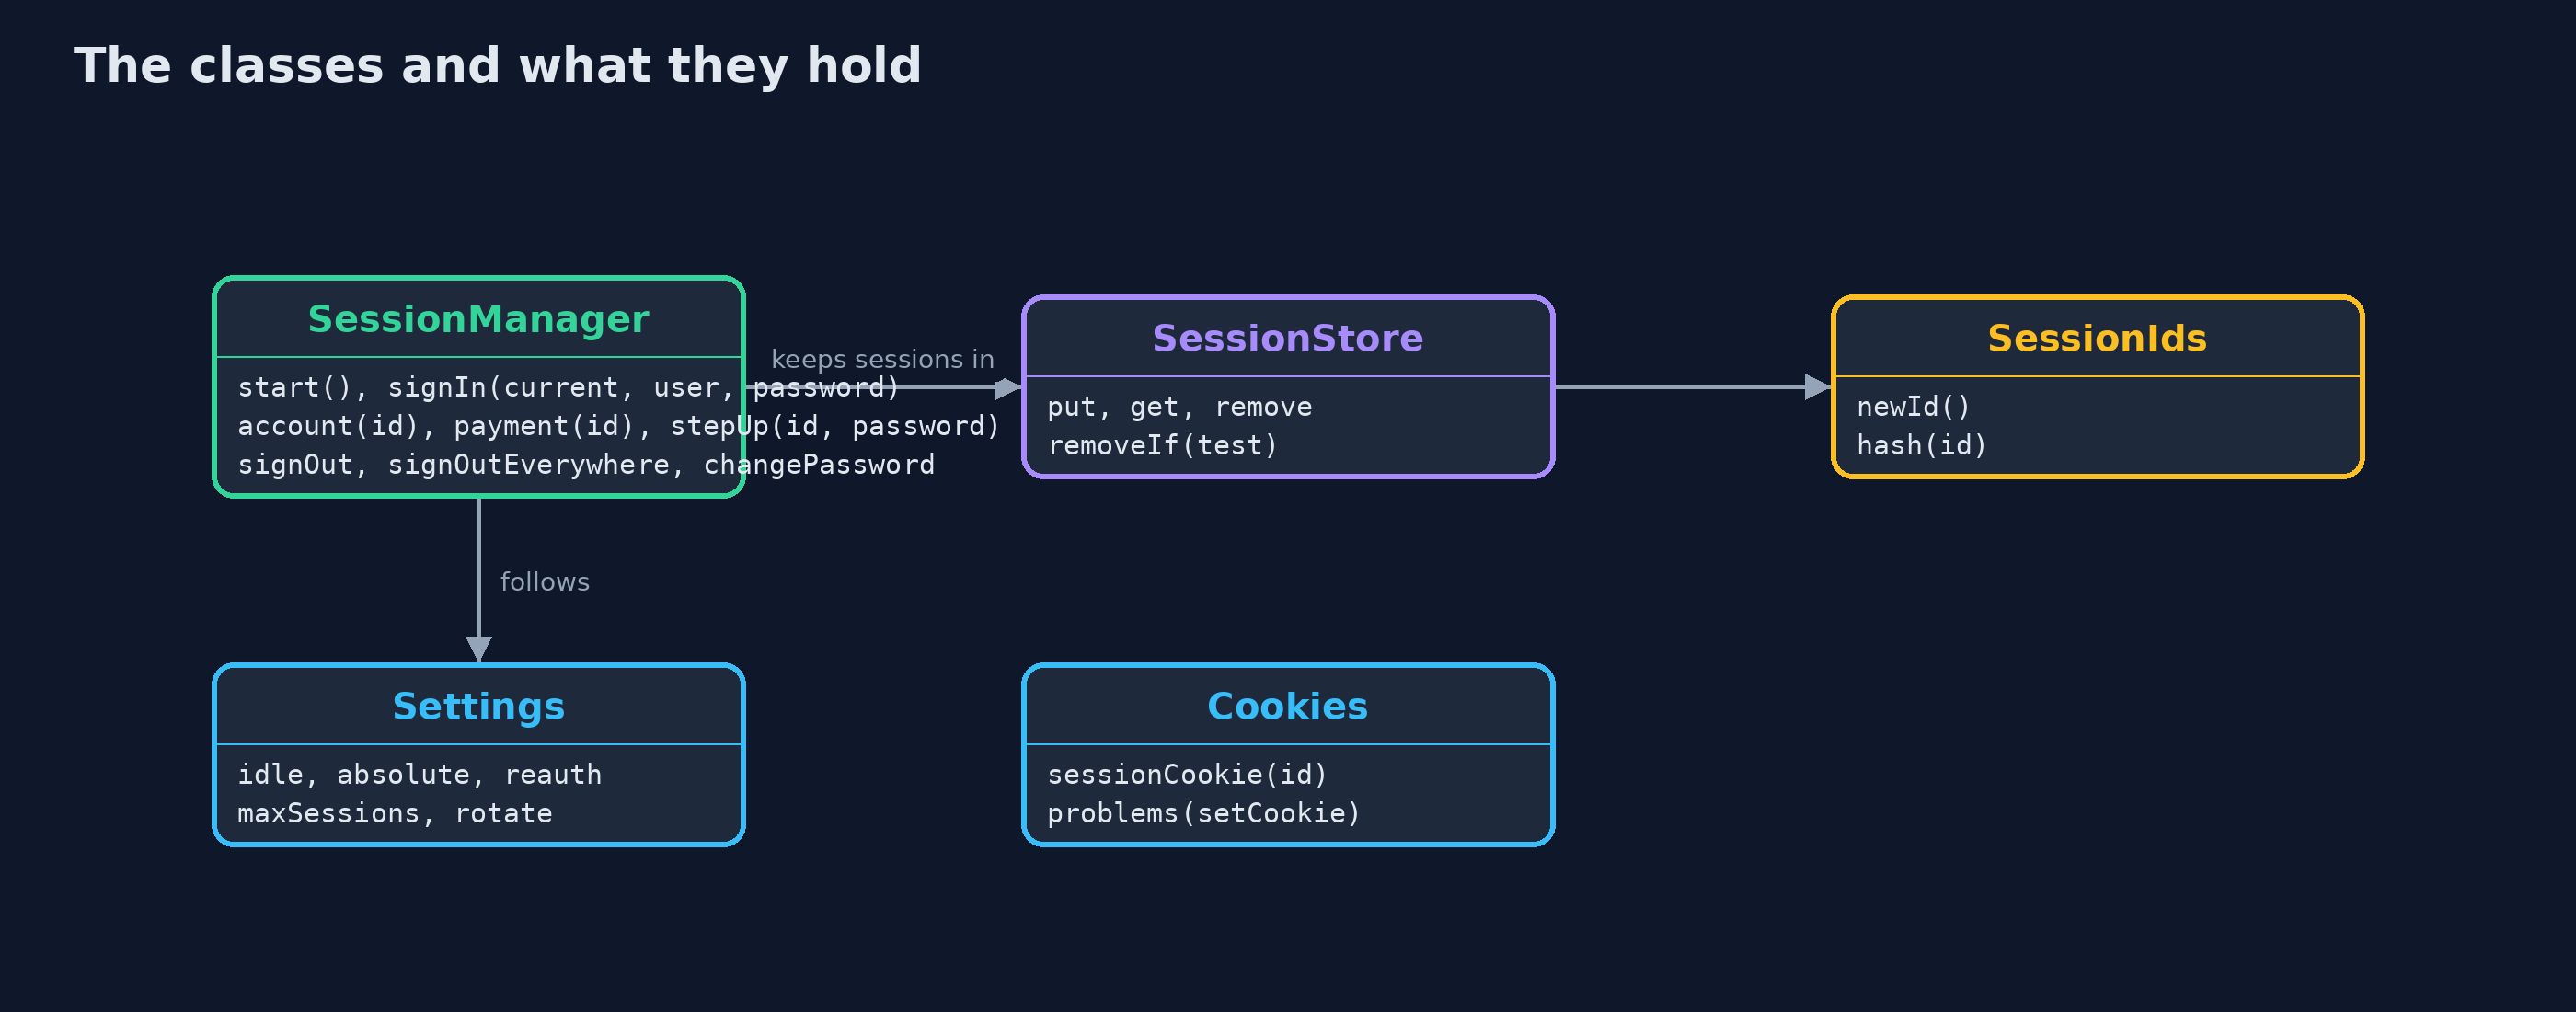 The classes and what they hold
SessionManager
start(), signIn(current, user, password)
account(id), payment(id), stepUp(id, password)
signOut, signOutEverywhere, changePassword
keeps sessions in
SessionStore
put, get, remove
removeIf(test)
SessionIds
newId()
hash(id)
follows
Settings
idle, absolute, reauth
maxSessions, rotate
Cookies
sessionCookie(id)
problems(setCookie)